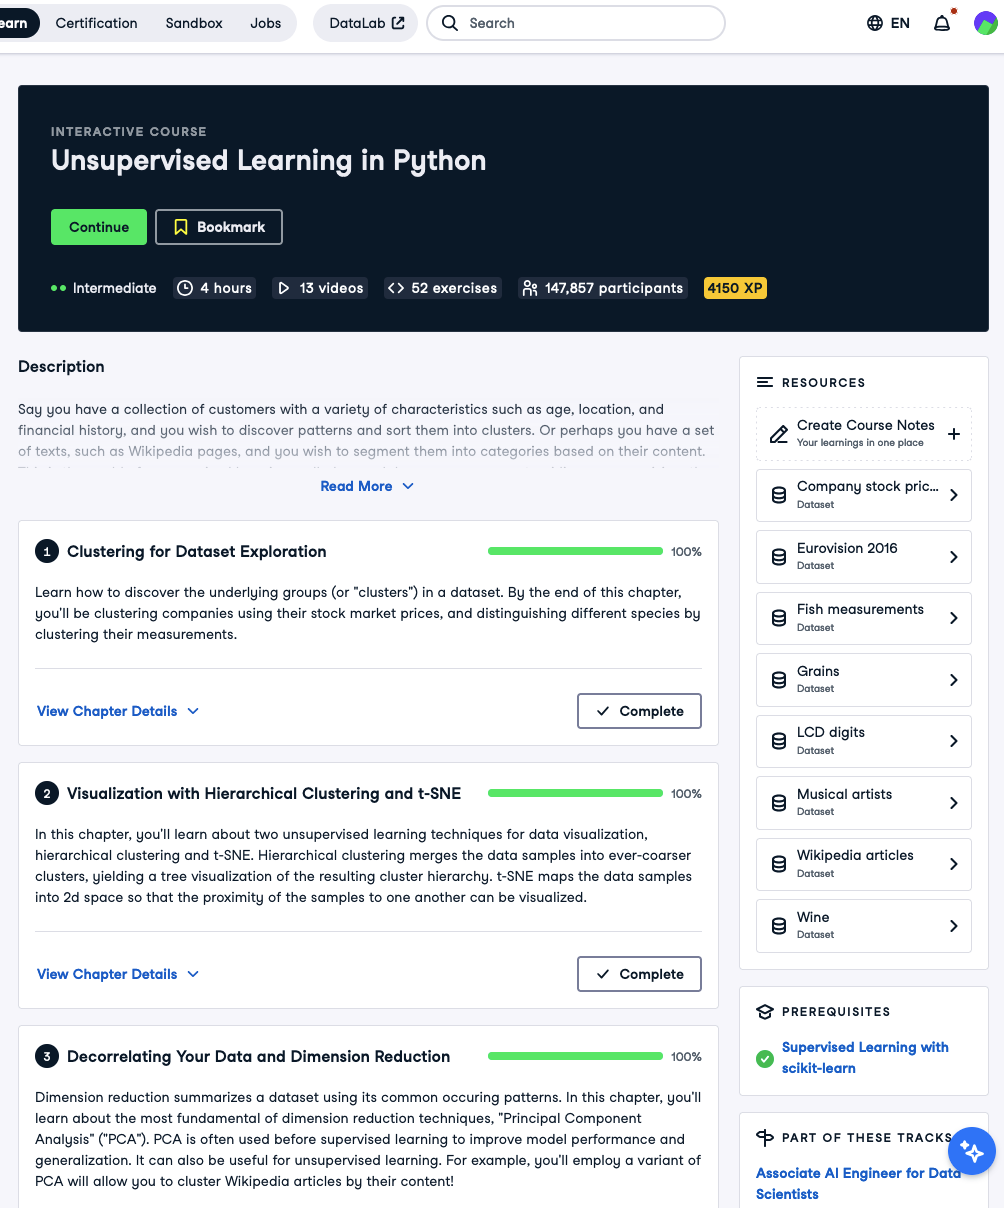 earn
Certification
Sandbox
Jobs
DataLab
Search
EN
INTERACTIVE COURSE
Unsupervised Learning in Python
Continue
Bookmark
Intermediate
4 hours
13 videos
52 exercises
147,857 participants
4150 XP
Description
Say you have a collection of customers with a variety of characteristics such as age, location, and
financial history, and you wish to discover patterns and sort them into clusters. Or perhaps you have a set
of texts, such as Wikipedia pages, and you wish to segment them into categories based on their content.
Read More
1 Clustering for Dataset Exploration
100%
Learn how to discover the underlying groups (or "clusters") in a dataset. By the end of this chapter,
you'll be clustering companies using their stock market prices, and distinguishing different species by
clustering their measurements.
View Chapter Details
Complete
2 Visualization with Hierarchical Clustering and t-SNE
100%
In this chapter, you'll learn about two unsupervised learning techniques for data visualization,
hierarchical clustering and t-SNE. Hierarchical clustering merges the data samples into ever-coarser
clusters, yielding a tree visualization of the resulting cluster hierarchy. t-SNE maps the data samples
into 2d space so that the proximity of the samples to one another can be visualized.
View Chapter Details
Complete
3 Decorrelating Your Data and Dimension Reduction
100%
Dimension reduction summarizes a dataset using its common occuring patterns. In this chapter, you'll
learn about the most fundamental of dimension reduction techniques, "Principal Component
Analysis" ("PCA"). PCA is often used before supervised learning to improve model performance and
generalization. It can also be useful for unsupervised learning. For example, you'll employ a variant of
PCA will allow you to cluster Wikipedia articles by their content!
RESOURCES
Create Course Notes
Your learnings in one place
Company stock pric...
Dataset
Eurovision 2016
Dataset
Fish measurements
Dataset
Grains
Dataset
LCD digits
Dataset
Musical artists
Dataset
Wikipedia articles
Dataset
Wine
Dataset
PREREQUISITES
Supervised Learning with
scikit-learn
PART OF THESE TRACKS
Associate AI Engineer for Data
Scientists